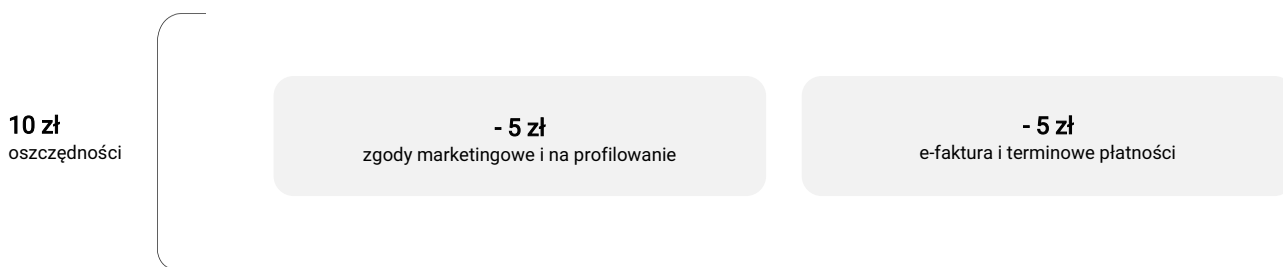 10 zł
oszczędności
- 5 zł
zgody marketingowe i na profilowanie
- 5 zł
e-faktura i terminowe płatności